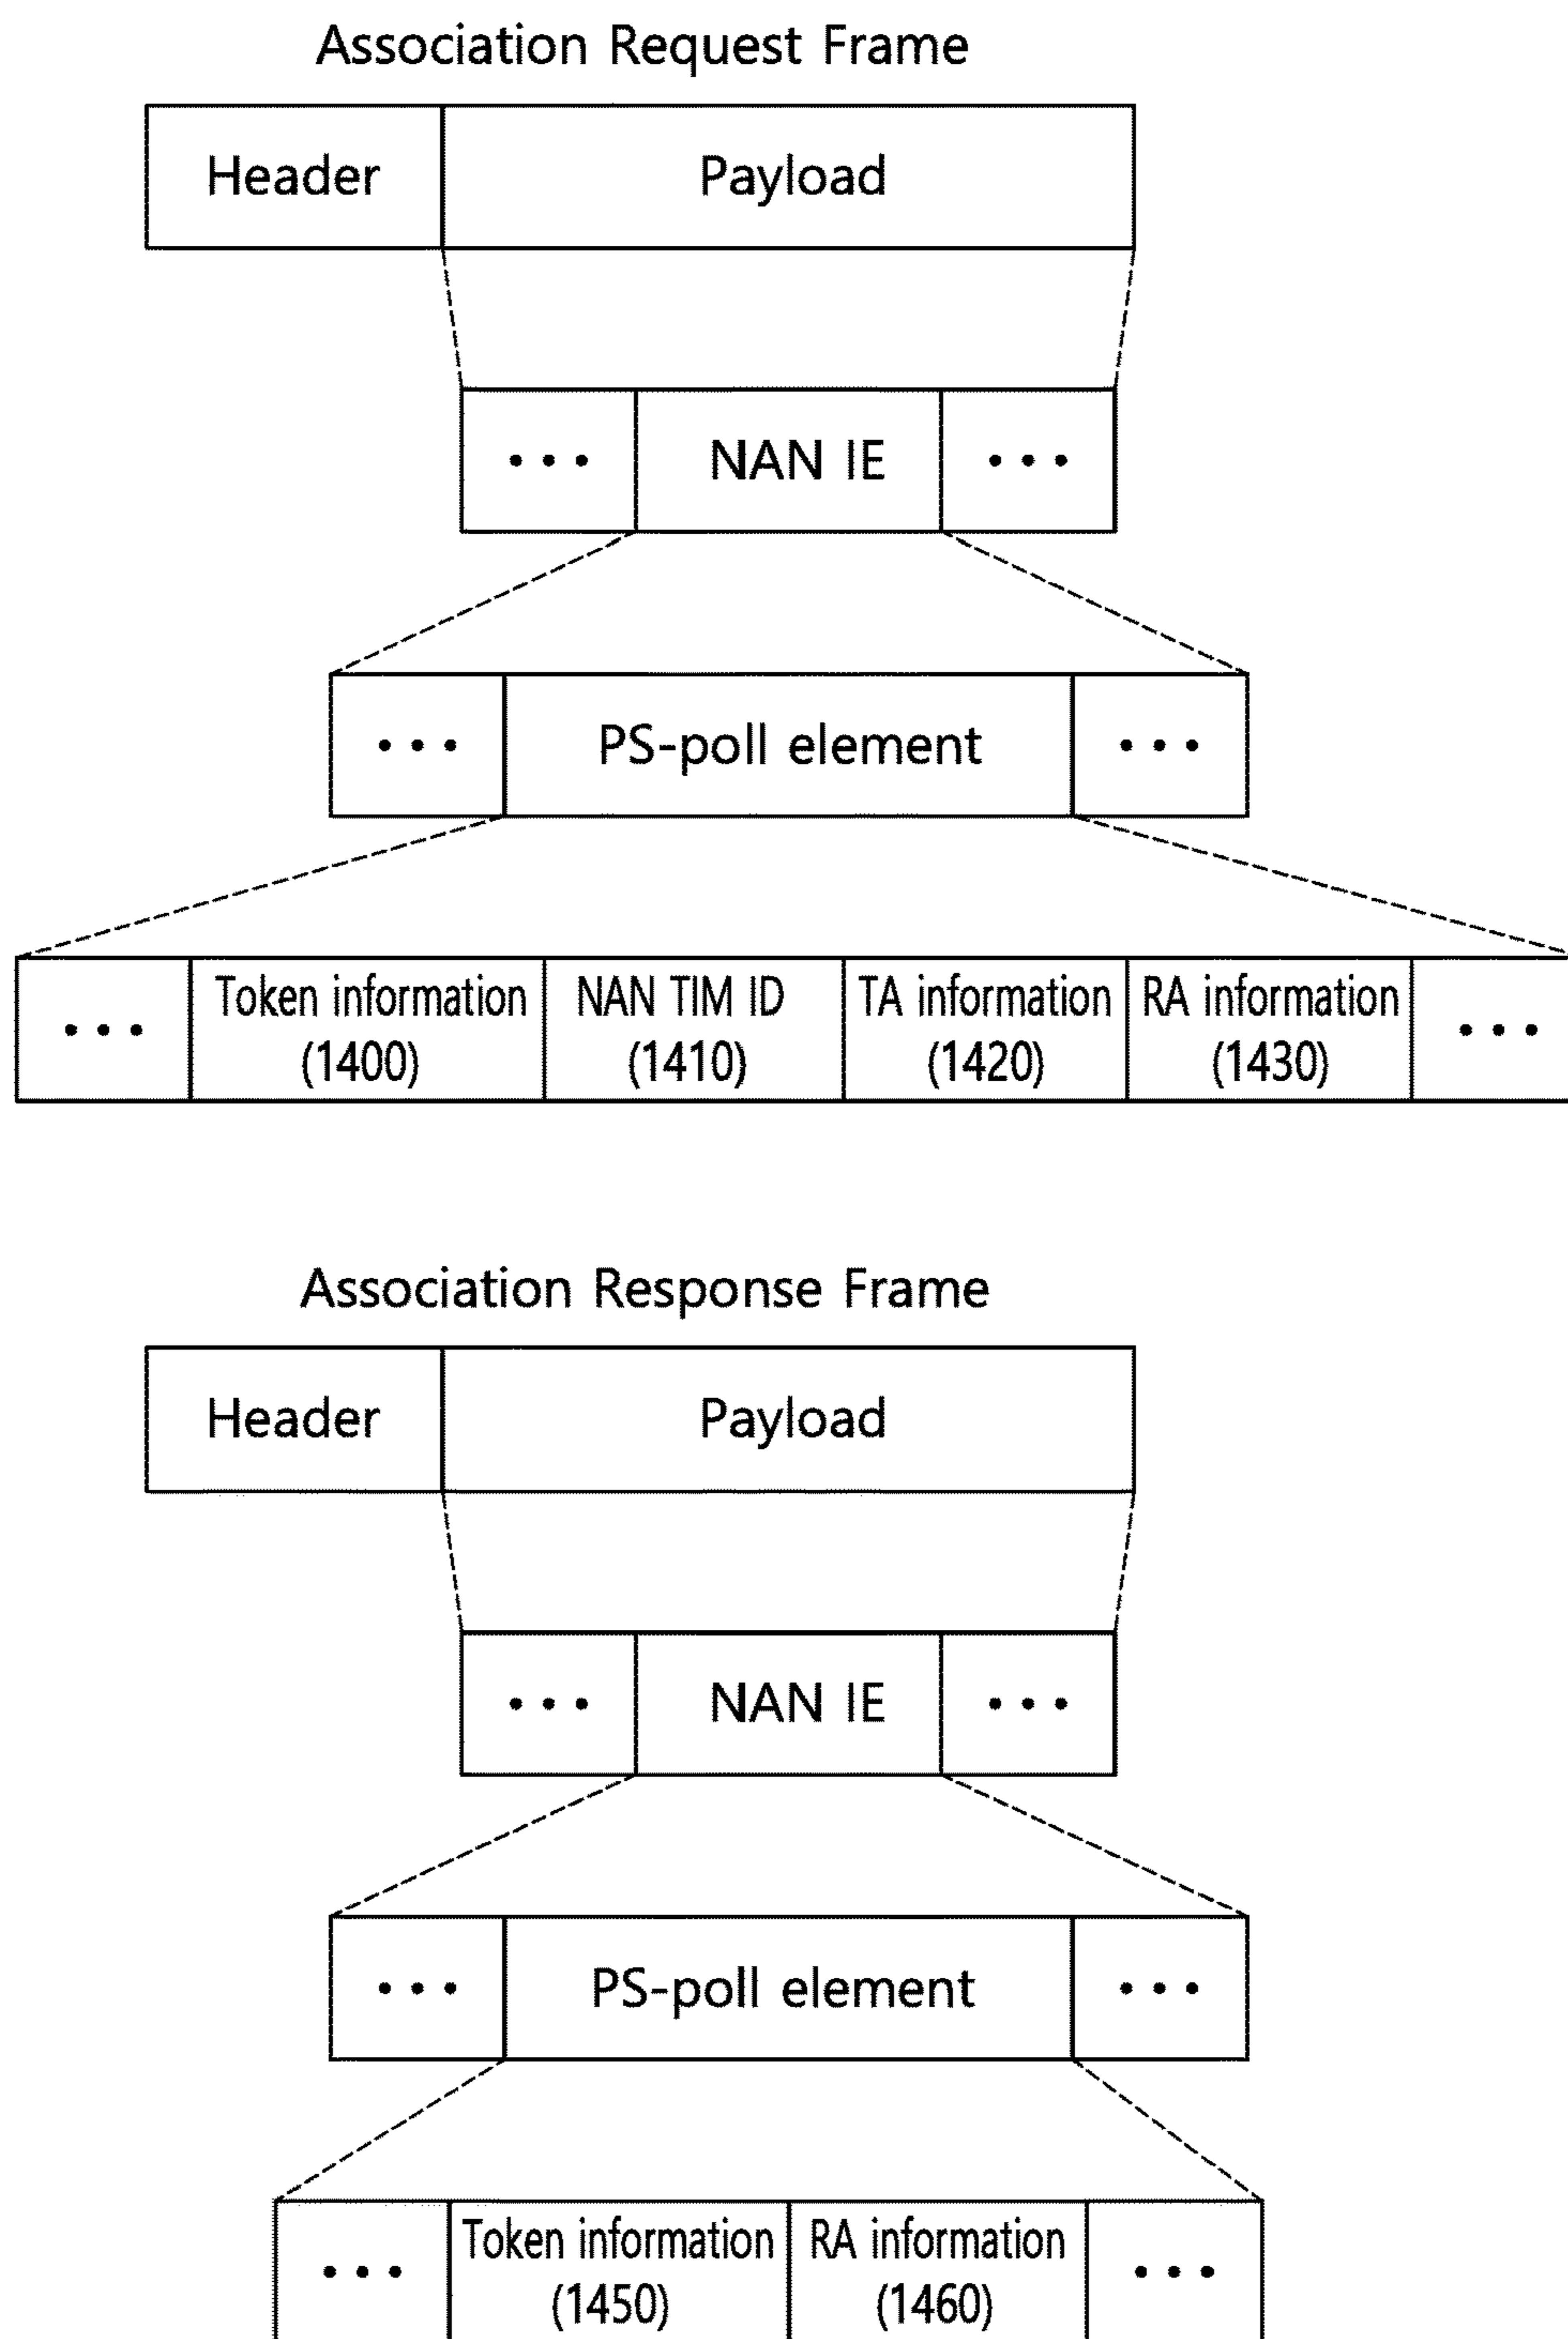 Association Request Frame
Header Payload
••• NAN IE •••
••• PS-poll element •••
••• Token information (1400) NAN TIM ID (1410) TA information (1420) RA information (1430) •••
Association Response Frame
Header Payload
••• NAN IE •••
••• PS-poll element •••
••• Token information (1450) RA information (1460) •••